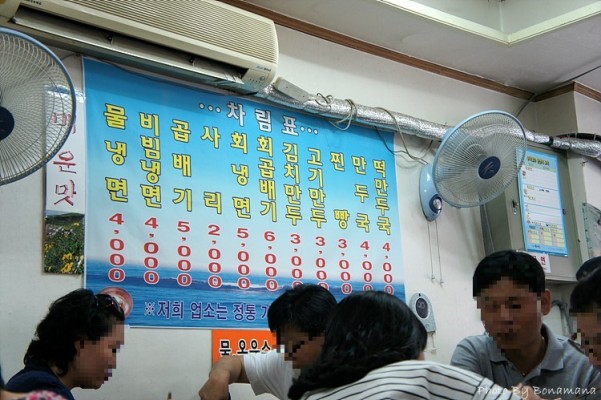 …차림표…
물냉면 4,000
비빔냉면 4,000
곱배기 5,000
사리 2,000
회냉면 5,000
회곱배기 6,000
김치만두 3,000
고기만두 3,000
찐빵 3,000
만두국 4,000
떡만두국 4,000
※저희 업소는 정통
운맛
물
Photo By Bonamana